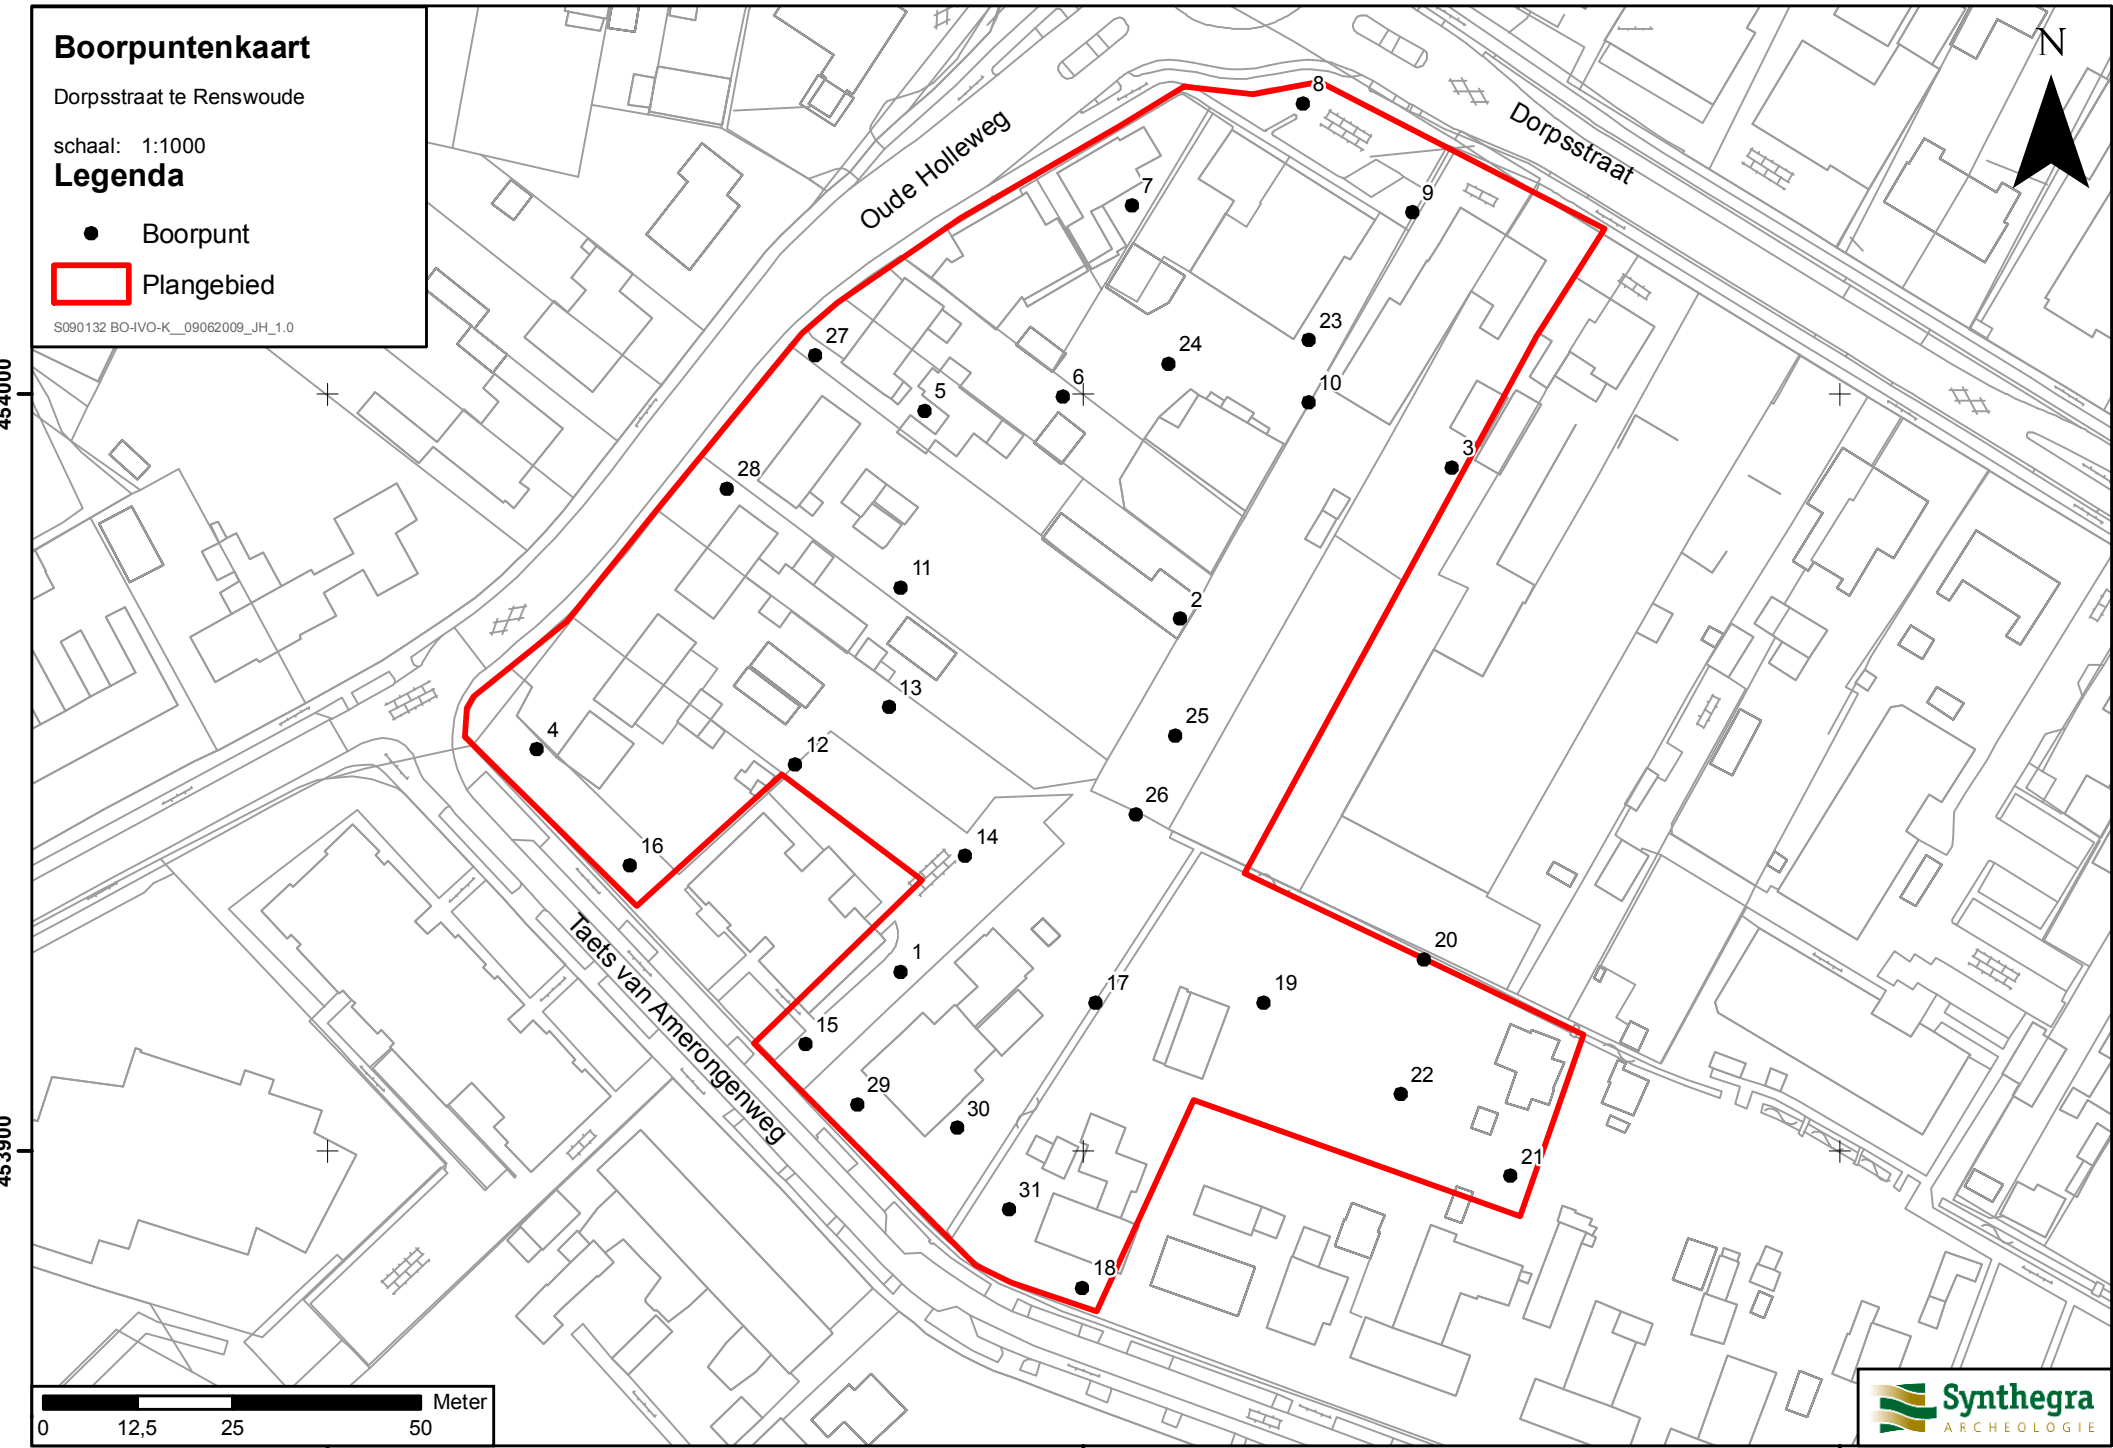 Boorpuntenkaart
Dorpsstraat te Renswoude
schaal: 1:1000
Legenda
Boorpunt
Plangebied
S090132 BO-IVO-K__09062009_JH_1.0
N
Oude Holleweg
Dorpsstraat
8
7
9
27
24
23
5
6
10
3
28
11
2
13
4
12
25
26
16
14
20
1
17
19
15
29
30
22
21
31
18
Taets van Amerongenweg
454000
453900
Meter
0 12,5 25 50
Synthegra
ARCHEOLOGIE